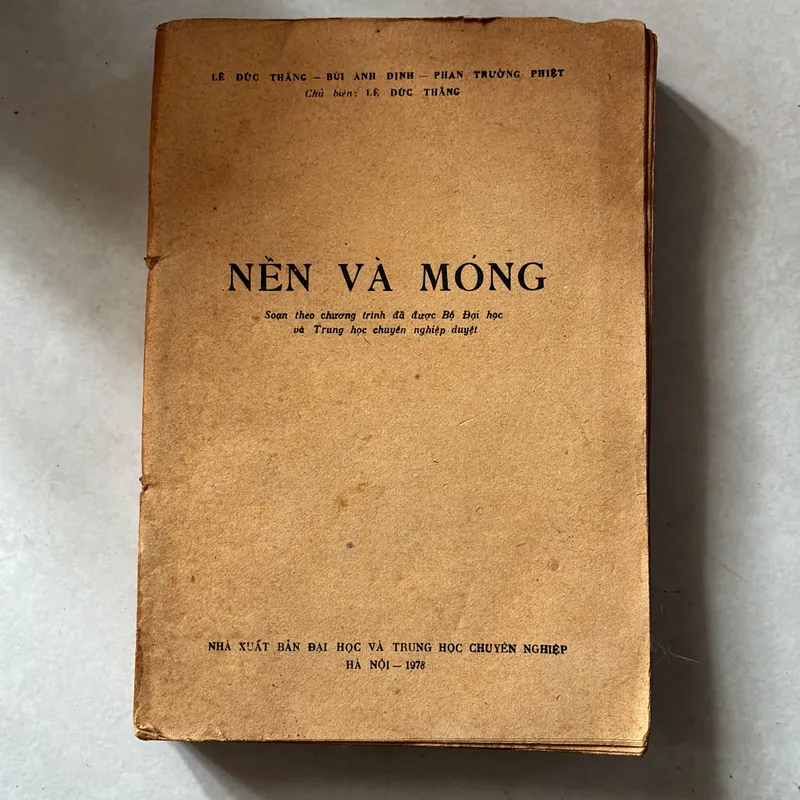 LÊ ĐỨC THẮNG — BÙI ANH ĐỊNH — PHAN TRƯỜNG PHIỆT
Chủ biên: LÊ ĐỨC THẮNG
NỀN VÀ MÓNG
Soạn theo chương trình đã được Bộ Đại học
và Trung học chuyên nghiệp duyệt
NHÀ XUẤT BẢN ĐẠI HỌC VÀ TRUNG HỌC CHUYÊN NGHIỆP
HÀ NỘI — 1978